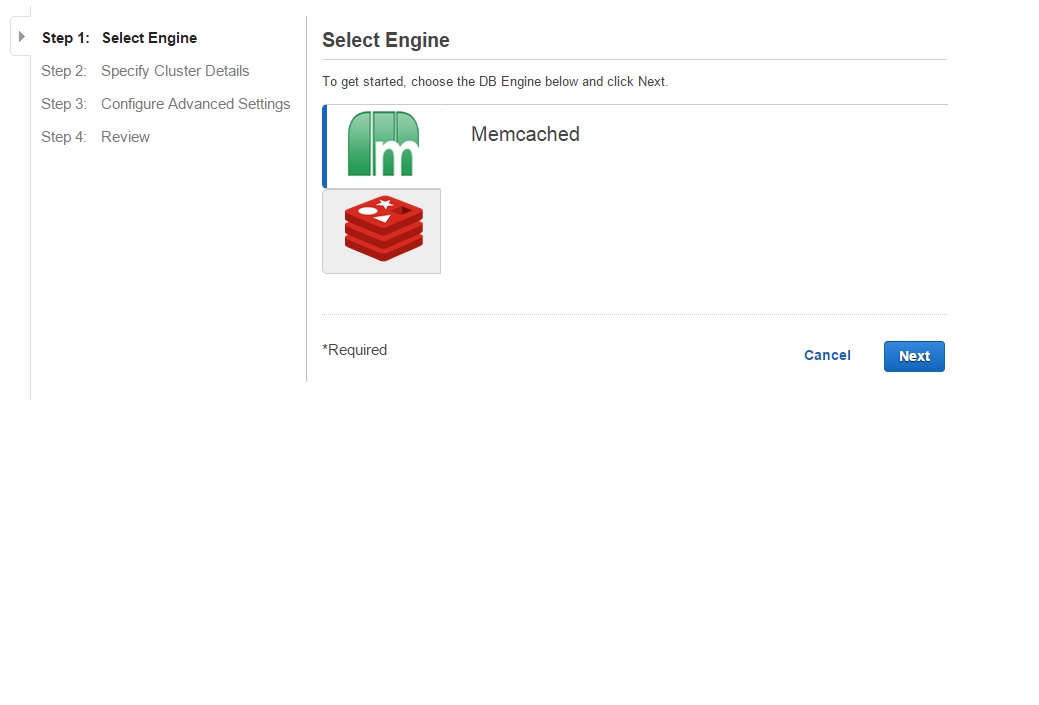 Step 1: Select Engine
Step 2: Specify Cluster Details
Step 3: Configure Advanced Settings
Step 4: Review
Select Engine
To get started, choose the DB Engine below and click Next.
m
Memcached
*Required
Cancel
Next